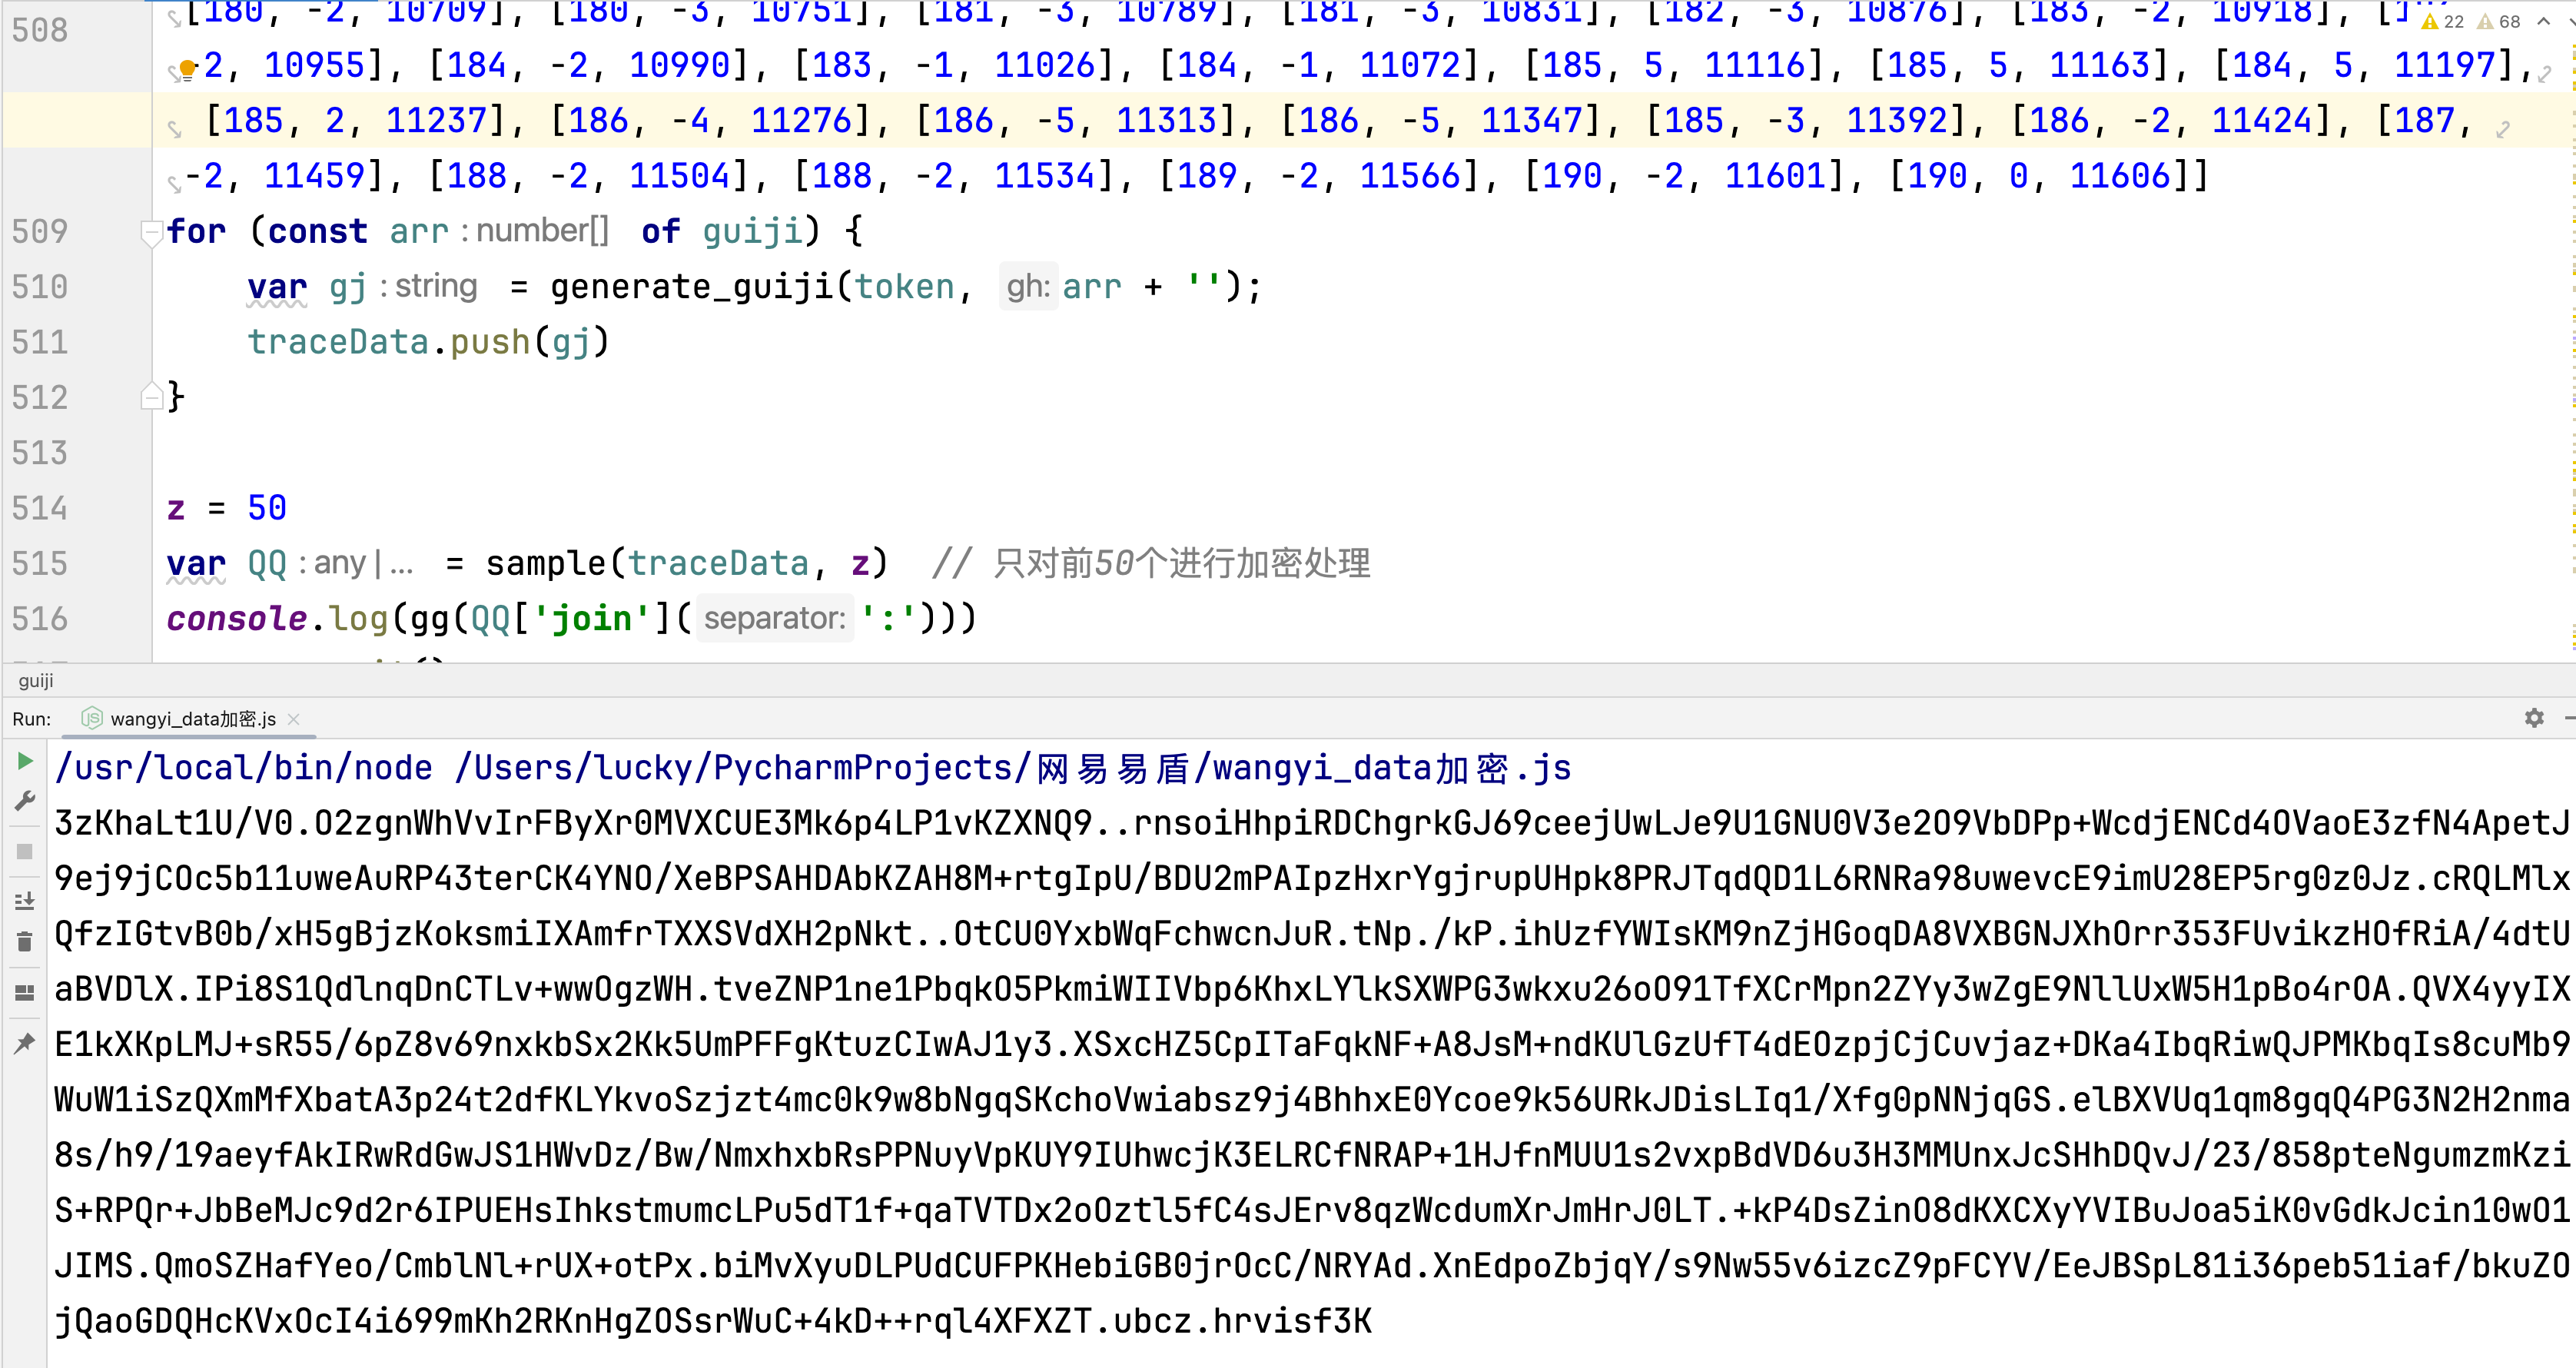 508 [180, -2, 10709], [180, -3, 10751], [181, -3, 10789], [181, -3, 10831], [182, -3, 10876], [183, -2, 10918], 22 68
-2, 10955], [184, -2, 10990], [183, -1, 11026], [184, -1, 11072], [185, 5, 11116], [185, 5, 11163], [184, 5, 11197],
[185, 2, 11237], [186, -4, 11276], [186, -5, 11313], [186, -5, 11347], [185, -3, 11392], [186, -2, 11424], [187,
-2, 11459], [188, -2, 11504], [188, -2, 11534], [189, -2, 11566], [190, -2, 11601], [190, 0, 11606]]
509 for (const arr : number[] of guiji) {
510 var gj : string = generate_guiji(token, gh: arr + '');
511 traceData.push(gj)
512 }
513
514 z = 50
515 var QQ : any|... = sample(traceData, z) // 只对前50个进行加密处理
516 console.log(gg(QQ['join']( separator: ':')))
guiji
Run: wangyi_data加密.js
/usr/local/bin/node /Users/lucky/PycharmProjects/网易易盾/wangyi_data加密.js
3zKhaLt1U/V0.O2zgnWhVvIrFByXr0MVXCUE3Mk6p4LP1vKZXNQ9..rnsoiHhpiRDChgrkGJ69ceejUwLJe9U1GNU0V3e2O9VbDPp+WcdjENCd4OVaoE3zfN4ApetJ
9ej9jCOc5b11uweAuRP43terCK4YNO/XeBPSAHDAbKZAH8M+rtgIpU/BDU2mPAIpzHxrYgjrupUHpk8PRJTqdQD1L6RNRa98uwevcE9imU28EP5rg0z0Jz.cRQLMlx
QfzIGtvB0b/xH5gBjzKoksmiIXAmfrTXXSVdXH2pNkt..OtCU0YxbWqFchwcnJuR.tNp./kP.ihUzfYWIsKM9nZjHGoqDA8VXBGNJXhOrr353FUvikzHOfRiA/4dtU
aBVDlX.IPi8S1QdlnqDnCTLv+wwOgzWH.tveZNP1ne1PbqkO5PkmiWIIVbp6KhxLYlkSXWPG3wkxu26oO91TfXCrMpn2ZYy3wZgE9NllUxW5H1pBo4rOA.QVX4yyIX
E1kXKpLMJ+sR55/6pZ8v69nxkbSx2Kk5UmPFFgKtuzCIwAJ1y3.XSxcHZ5CpITaFqkNF+A8JsM+ndKUlGzUfT4dEOzpjCjCuvjaz+DKa4IbqRiwQJPMKbqIs8cuMb9
WuW1iSzQXmMfXbatA3p24t2dfKLYkvoSzjzt4mc0k9w8bNgqSKchoVwiabsz9j4BhhxE0Ycoe9k56URkJDisLIq1/Xfg0pNNjqGS.elBXVUq1qm8gqQ4PG3N2H2nma
8s/h9/19aeyfAkIRwRdGwJS1HWvDz/Bw/NmxhxbRsPPNuyVpKUY9IUhwcjK3ELRCfNRAP+1HJfnMUU1s2vxpBdVD6u3H3MMUnxJcSHhDQvJ/23/858pteNgumzmKzi
S+RPQr+JbBeMJc9d2r6IPUEHsIhkstmumcLPu5dT1f+qaTVTDx2oOztl5fC4sJErv8qzWcdumXrJmHrJ0LT.+kP4DsZinO8dKXCXyYVIBuJoa5iK0vGdkJcin10wO1
JIMS.QmoSZHafYeo/CmblNl+rUX+otPx.biMvXyuDLPUdCUFPKHebiGB0jrOcC/NRYAd.XnEdpoZbjqY/s9Nw55v6izcZ9pFCYV/EeJBSpL81i36peb51iaf/bkuZO
jQaoGDQHcKVxOcI4i699mKh2RKnHgZOSsrWuC+4kD++rql4XFXZT.ubcz.hrvisf3K